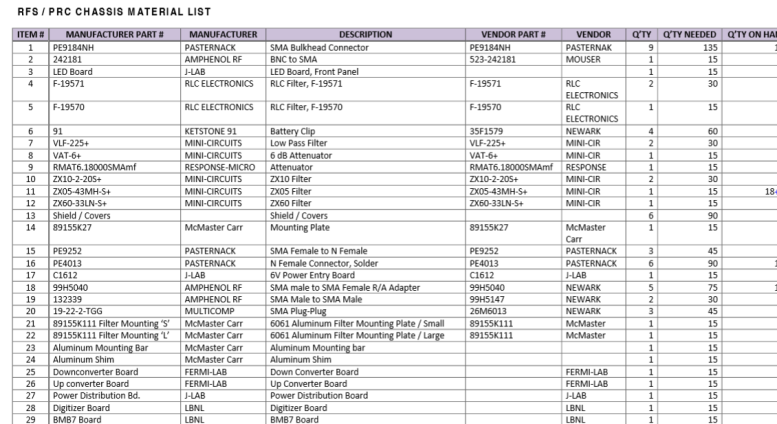 RFS / PRC CHASSIS MATERIAL LIST
ITEM # MANUFACTURER PART # MANUFACTURER DESCRIPTION VENDOR PART # VENDOR Q'TY Q'TY NEEDED Q'TY ON HA
1 PE9184NH PASTERNACK SMA Bulkhead Connector PE9184NH PASTERNAK 9 135
2 242181 AMPHENOL RF BNC to SMA 523-242181 MOUSER 1 15
3 LED Board J-LAB LED Board, Front Panel 1 15
4 F-19571 RLC ELECTRONICS RLC Filter, F-19571 F-19571 RLC ELECTRONICS 2 30
5 F-19570 RLC ELECTRONICS RLC Filter, F-19570 F-19570 RLC ELECTRONICS 1 15
6 91 KETSTONE 91 Battery Clip 35F1579 NEWARK 4 60
7 VLF-225+ MINI-CIRCUITS Low Pass Filter VLF-225+ MINI-CIR 2 30
8 VAT-6+ MINI-CIRCUITS 6 dB Attenuator VAT-6+ MINI-CIR 1 15
9 RMAT6.18000SMAmf RESPONSE-MICRO Attenuator RMAT6.18000SMAmf RESPONSE 1 15
10 ZX10-2-20S+ MINI-CIRCUITS ZX10 Filter ZX10-2-20S+ MINI-CIR 2 30
11 ZX05-43MH-S+ MINI-CIRCUITS ZX05 Filter ZX05-43MH-S+ MINI-CIR 1 15 18+
12 ZX60-33LN-S+ MINI-CIRCUITS ZX60 Filter ZX60-33LN-S+ MINI-CIR 1 15
13 Shield / Covers Shield / Covers 6 90
14 89155K27 McMaster Carr Mounting Plate 89155K27 McMaster Carr 1 15
15 PE9252 PASTERNACK SMA Female to N Female PE9252 PASTERNACK 3 45
16 PE4013 PASTERNACK N Female Connector, Solder PE4013 PASTERNACK 6 90
17 C1612 J-LAB 6V Power Entry Board C1612 J-LAB 1 15
18 99H5040 AMPHENOL RF SMA male to SMA Female R/A Adapter 99H5040 NEWARK 5 75
19 132339 AMPHENOL RF SMA Male to SMA Male 99H5147 NEWARK 2 30
20 19-22-2-TGG MULTICOMP SMA Plug-Plug 26M6013 NEWARK 3 45
21 89155K111 Filter Mounting 'S' McMaster Carr 6061 Aluminum Filter Mounting Plate / Small 89155K111 McMaster 1 15
22 89155K111 Filter Mounting 'L' McMaster Carr 6061 Aluminum Filter Mounting Plate / Large 89155K111 McMaster 1 15
23 Aluminum Mounting Bar McMaster Carr Aluminum Mounting bar 1 15
24 Aluminum Shim McMaster Carr Aluminum Shim 1 15
25 Downconverter Board FERMI-LAB Down Converter Board FERMI-LAB 1 15
26 Up converter Board FERMI-LAB Up Converter Board FERMI-LAB 1 15
27 Power Distribution Bd. J-LAB Power Distribution Board J-LAB 1 15
28 Digitizer Board LBNL Digitizer Board LBNL 1 15
29 BMB7 Board LBNL BMB7 Board LBNL 1 15